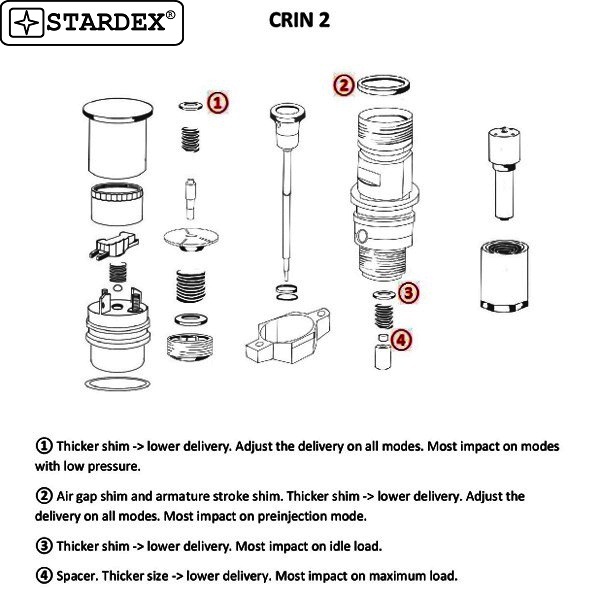 STARDEX®
CRIN 2
1
2
3
4
1 Thicker shim -> lower delivery. Adjust the delivery on all modes. Most impact on modes
with low pressure.
2 Air gap shim and armature stroke shim. Thicker shim -> lower delivery. Adjust the
delivery on all modes. Most impact on preinjection mode.
3 Thicker shim -> lower delivery. Most impact on idle load.
4 Spacer. Thicker size -> lower delivery. Most impact on maximum load.